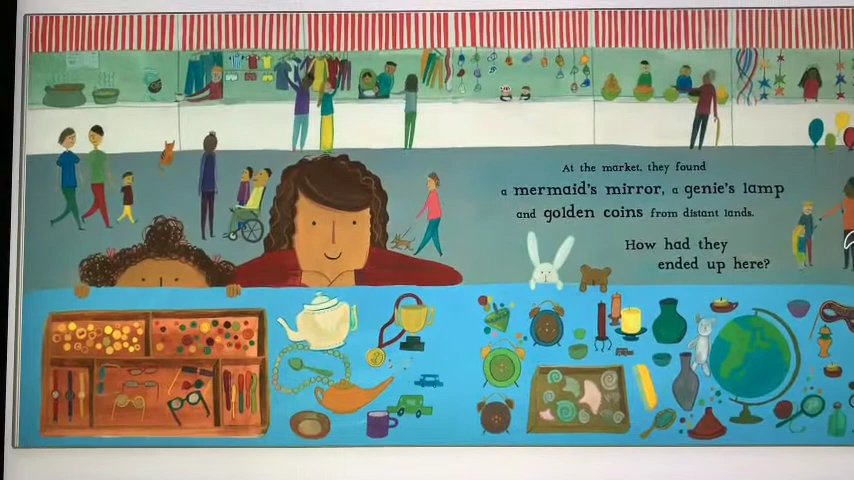 At the market, they found
a mermaid's mirror, a genie's lamp
and golden coins from distant lands.
How had they
ended up here?